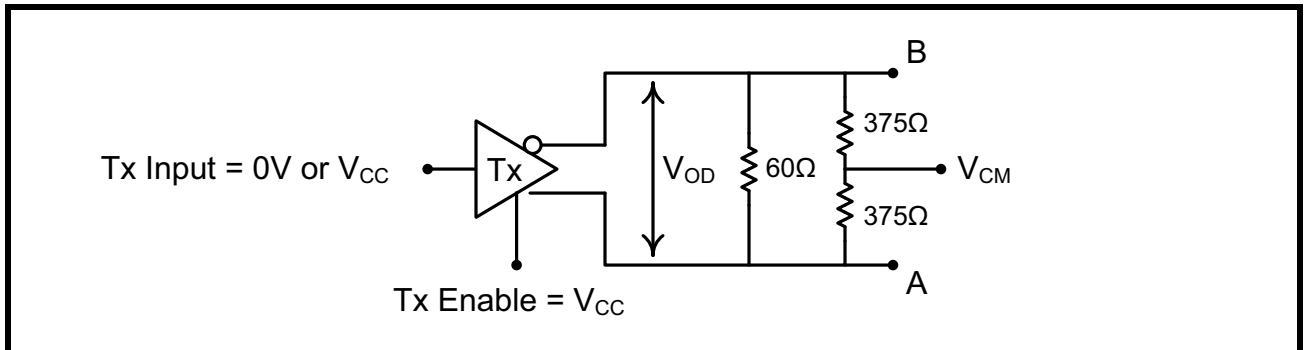 B
375Ω
Tx Input = 0V or VCC
Tx
VOD
60Ω
VCM
375Ω
A
Tx Enable = VCC